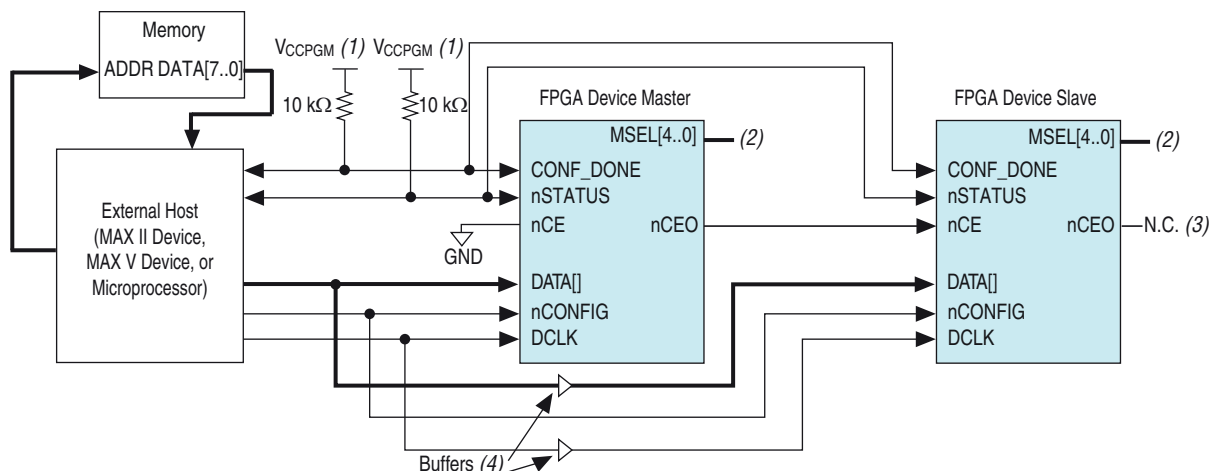 Memory
ADDR DATA[7..0]
VCCPGM (1) VCCPGM (1)
10 kΩ
10 kΩ
External Host
(MAX II Device,
MAX V Device, or
Microprocessor)
GND
FPGA Device Master
MSEL[4..0]
(2)
CONF_DONE
nSTATUS
nCE
nCEO
DATA[]
nCONFIG
DCLK
FPGA Device Slave
MSEL[4..0]
(2)
CONF_DONE
nSTATUS
nCE
nCEO
N.C. (3)
DATA[]
nCONFIG
DCLK
Buffers (4)